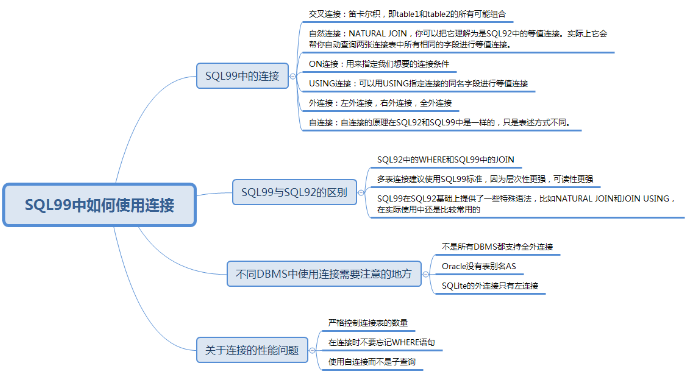 SQL99中如何使用连接
SQL99中的连接
交叉连接：笛卡尔积，即table1和table2的所有可能组合
自然连接：NATURAL JOIN，你可以把它理解为是SQL92中的等值连接。实际上它会
帮你自动查询两张连接表中所有相同的字段进行等值连接。
ON连接：用来指定我们想要的连接条件
USING连接：可以用USING指定连接的同名字段进行等值连接
外连接：左外连接，右外连接，全外连接
自连接：自连接的原理在SQL92和SQL99中是一样的，只是表述方式不同。
SQL99与SQL92的区别
SQL92中的WHERE和SQL99中的JOIN
多表连接建议使用SQL99标准，因为层次性更强，可读性更强
SQL99在SQL92基础上提供了一些特殊语法，比如NATURAL JOIN和JOIN USING，
在实际使用中还是比较常用的
不同DBMS中使用连接需要注意的地方
不是所有DBMS都支持全外连接
Oracle没有表别名AS
SQLite的外连接只有左连接
关于连接的性能问题
严格控制连接表的数量
在连接时不要忘记WHERE语句
使用自连接而不是子查询